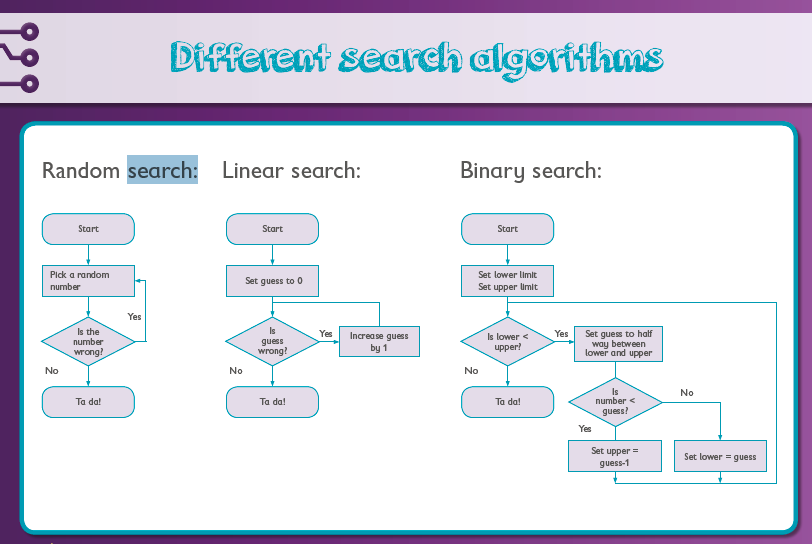 Different search algorithms
Random search:
Start
Pick a random
number
Yes
Is the
number
wrong?
No
Ta da!
Linear search:
Start
Set guess to 0
Is
guess
wrong?
Yes
Increase guess
by 1
No
Ta da!
Binary search:
Start
Set lower limit
Set upper limit
Is lower <
upper?
Yes
Set guess to half
way between
lower and upper
No
Ta da!
Is
number <
guess?
No
Yes
Set upper =
guess-1
Set lower = guess